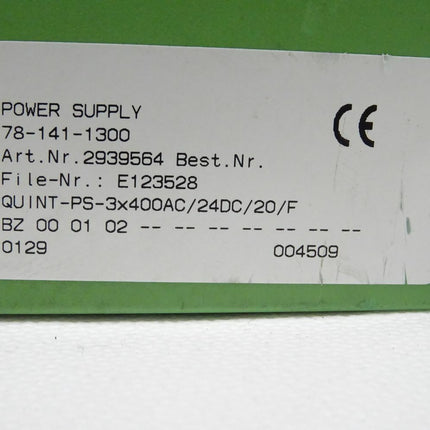 POWER SUPPLY
78-141-1300
Art.Nr.2939564 Best.Nr.
File-Nr.: E123528
QUINT-PS-3x400AC/24DC/20/F
BZ 00 01 02 -- -- -- -- -- -- --
0129 004509
CE